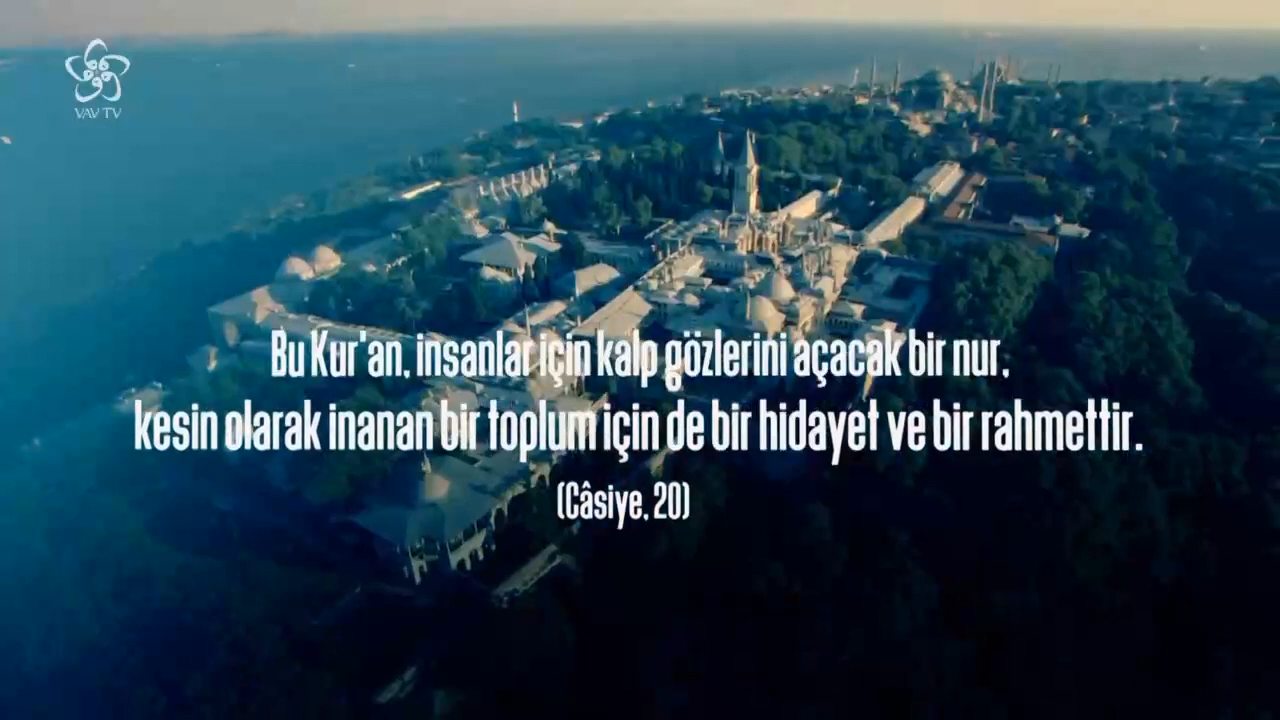 VAV TV
Bu Kur'an, insanlar için kalp gözlerini açacak bir nur,
kesin olarak inanan bir toplum için de bir hidayet ve bir rahmettir.
(Câsiye, 20)